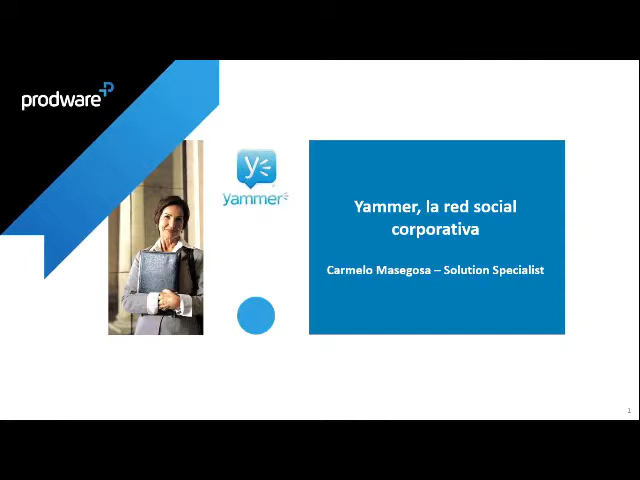 prodware
yammer
Yammer, la red social
corporativa
Carmelo Masegosa – Solution Specialist
1